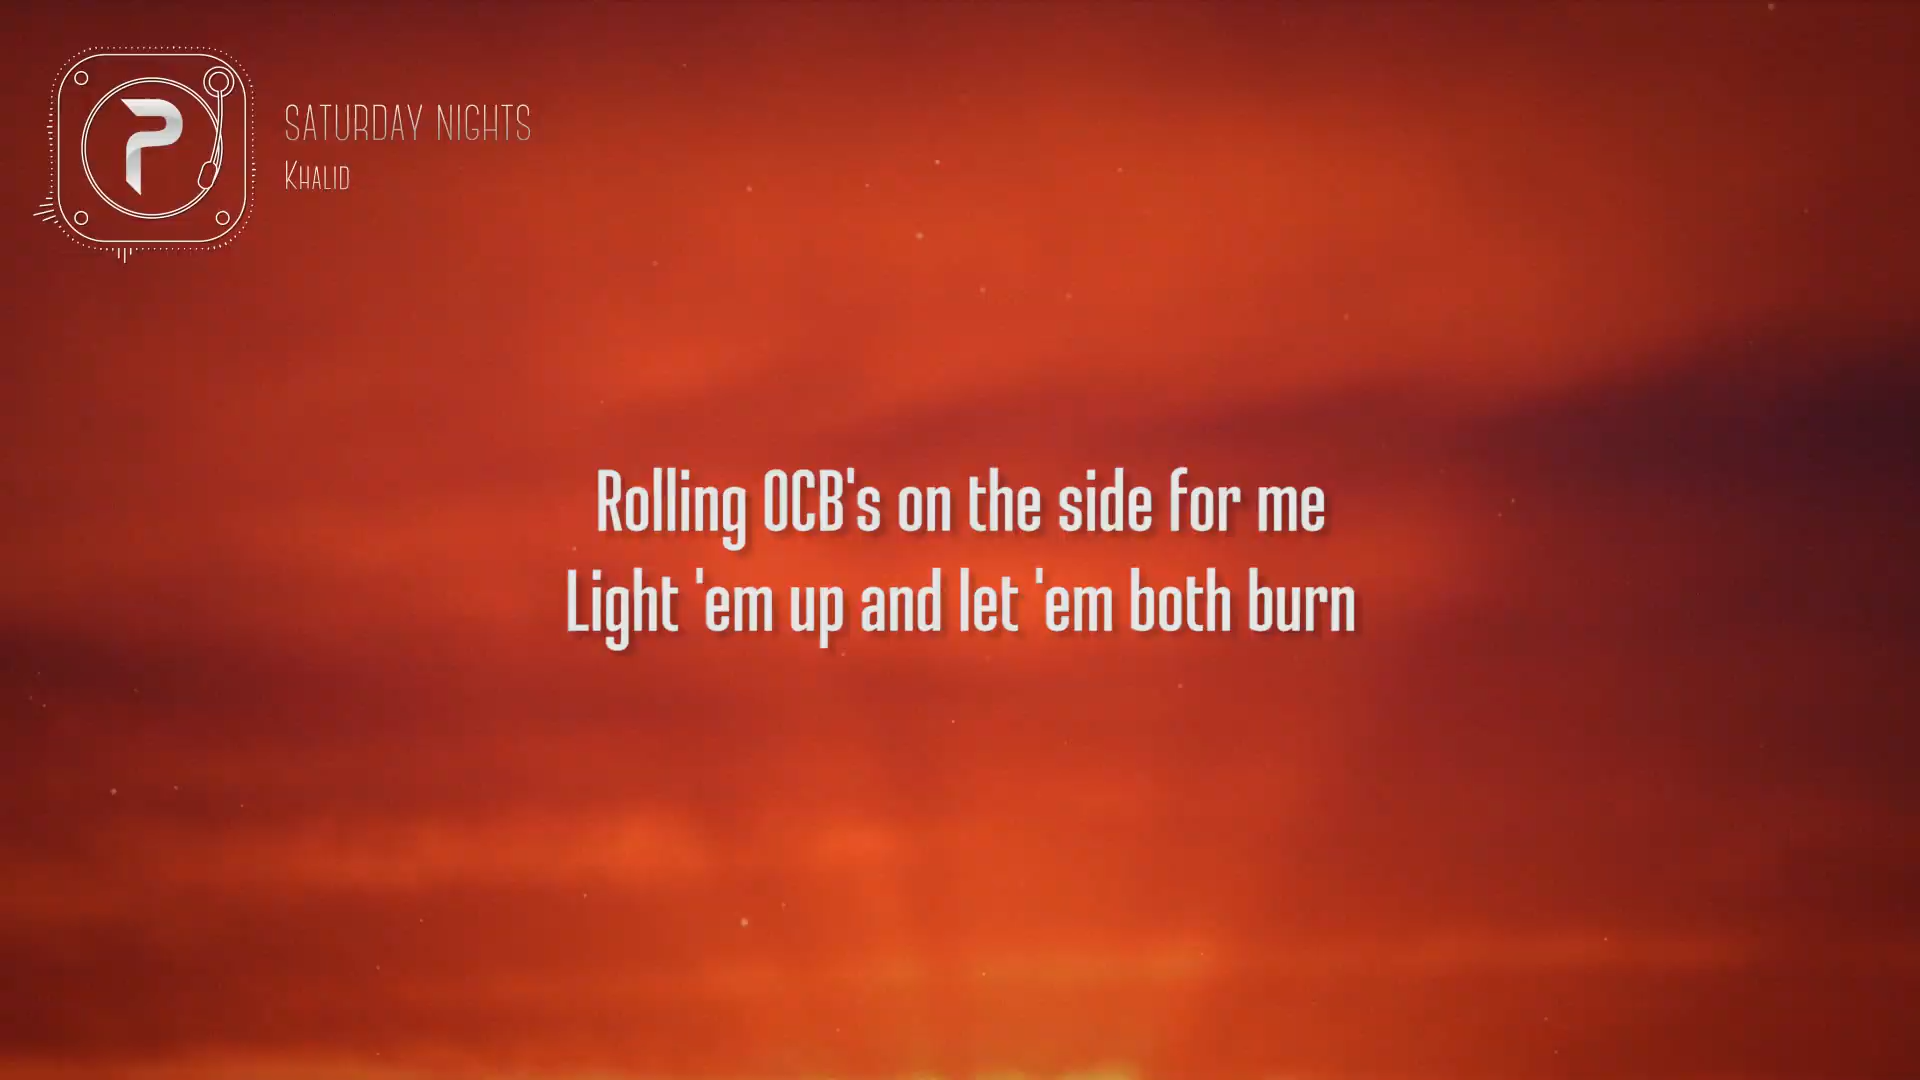 SATURDAY NIGHTS
Khalid
Rolling OCB's on the side for me
Light 'em up and let 'em both burn